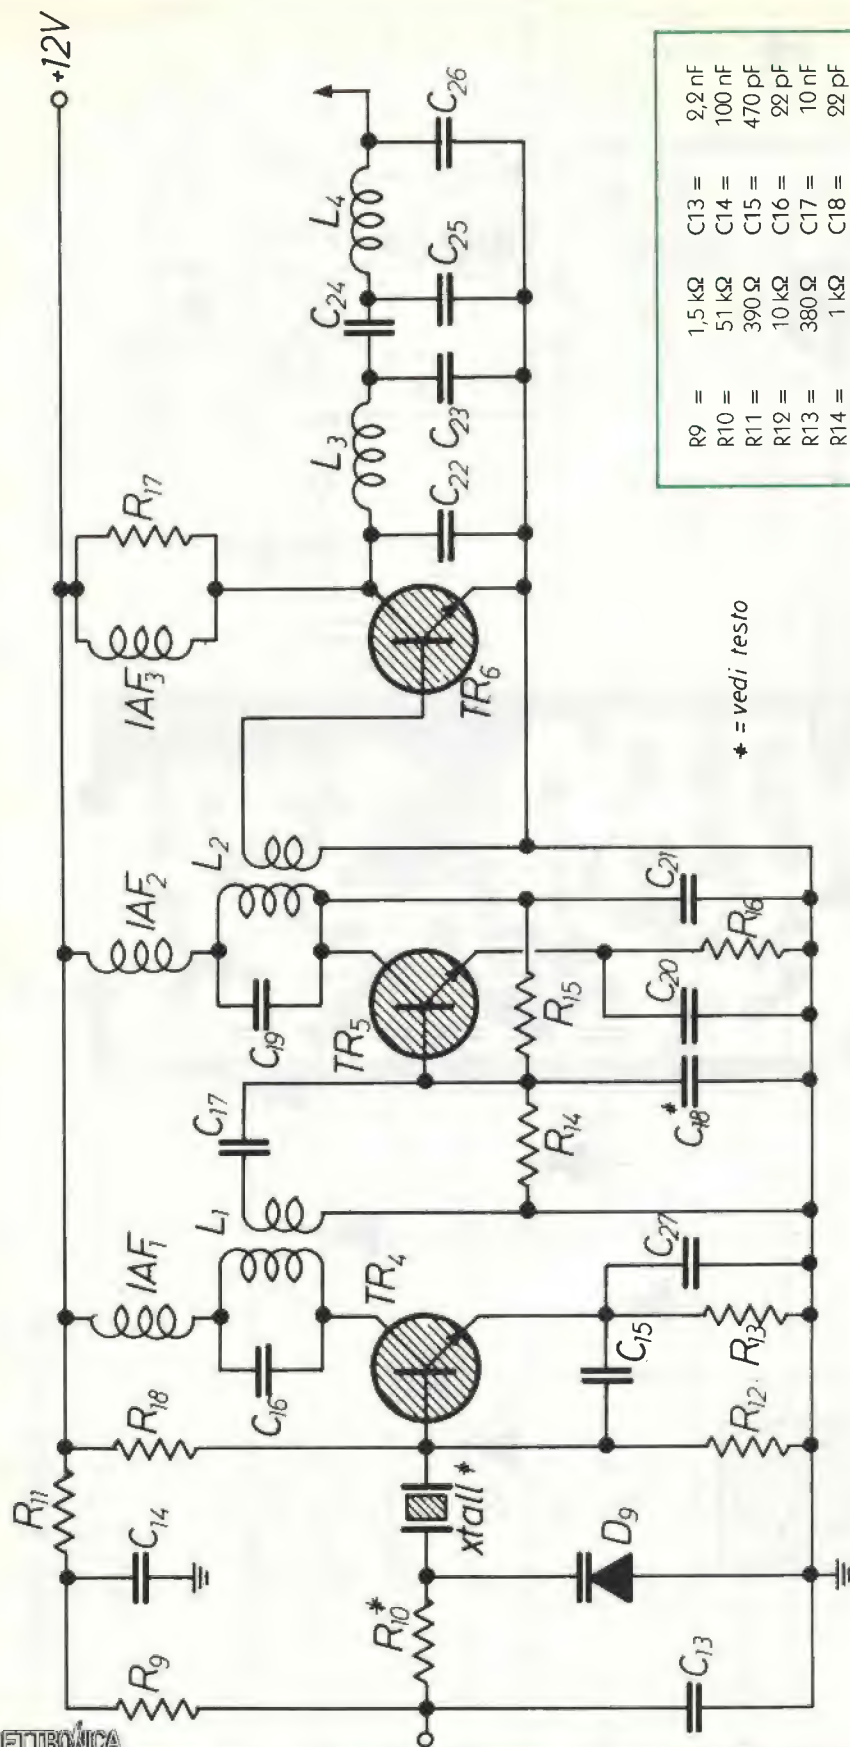 +12V
R11
C14
R9
R18
IAF1
C16
L1
C17
IAF2
C19
L2
IAF3
R17
L3
C24
L4
C22
C23
C25
C26
TR4
TR5
TR6
R10*
xtall*
D9
C13
R12
C15
R13
C27
R14
R15
C18*
C20
R16
C21
* = vedi testo
R9 = 1,5 kΩ C13 = 2,2 nF
R10 = 51 kΩ C14 = 100 nF
R11 = 390 Ω C15 = 470 pF
R12 = 10 kΩ C16 = 22 pF
R13 = 380 Ω C17 = 10 nF
R14 = 1 kΩ C18 = 22 pF
ELETTRONICA